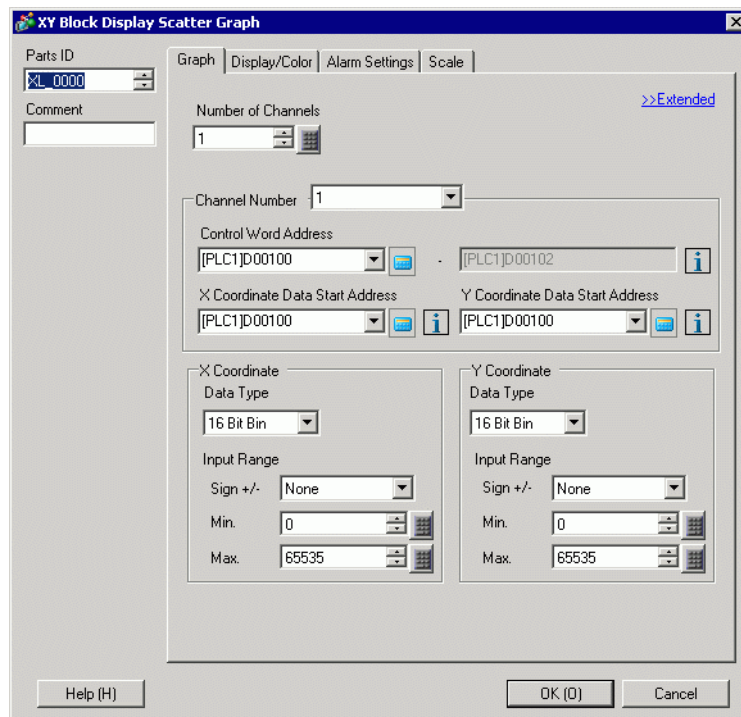 XY Block Display Scatter Graph
Parts ID
XL_0000
Comment
Graph Display/Color Alarm Settings Scale
>>Extended
Number of Channels
1
Channel Number 1
Control Word Address
[PLC1]D00100 - [PLC1]D00102
X Coordinate Data Start Address Y Coordinate Data Start Address
[PLC1]D00100 [PLC1]D00100
X Coordinate Y Coordinate
Data Type Data Type
16 Bit Bin 16 Bit Bin
Input Range Input Range
Sign +/- None Sign +/- None
Min. 0 Min. 0
Max. 65535 Max. 65535
Help (H) OK (O) Cancel